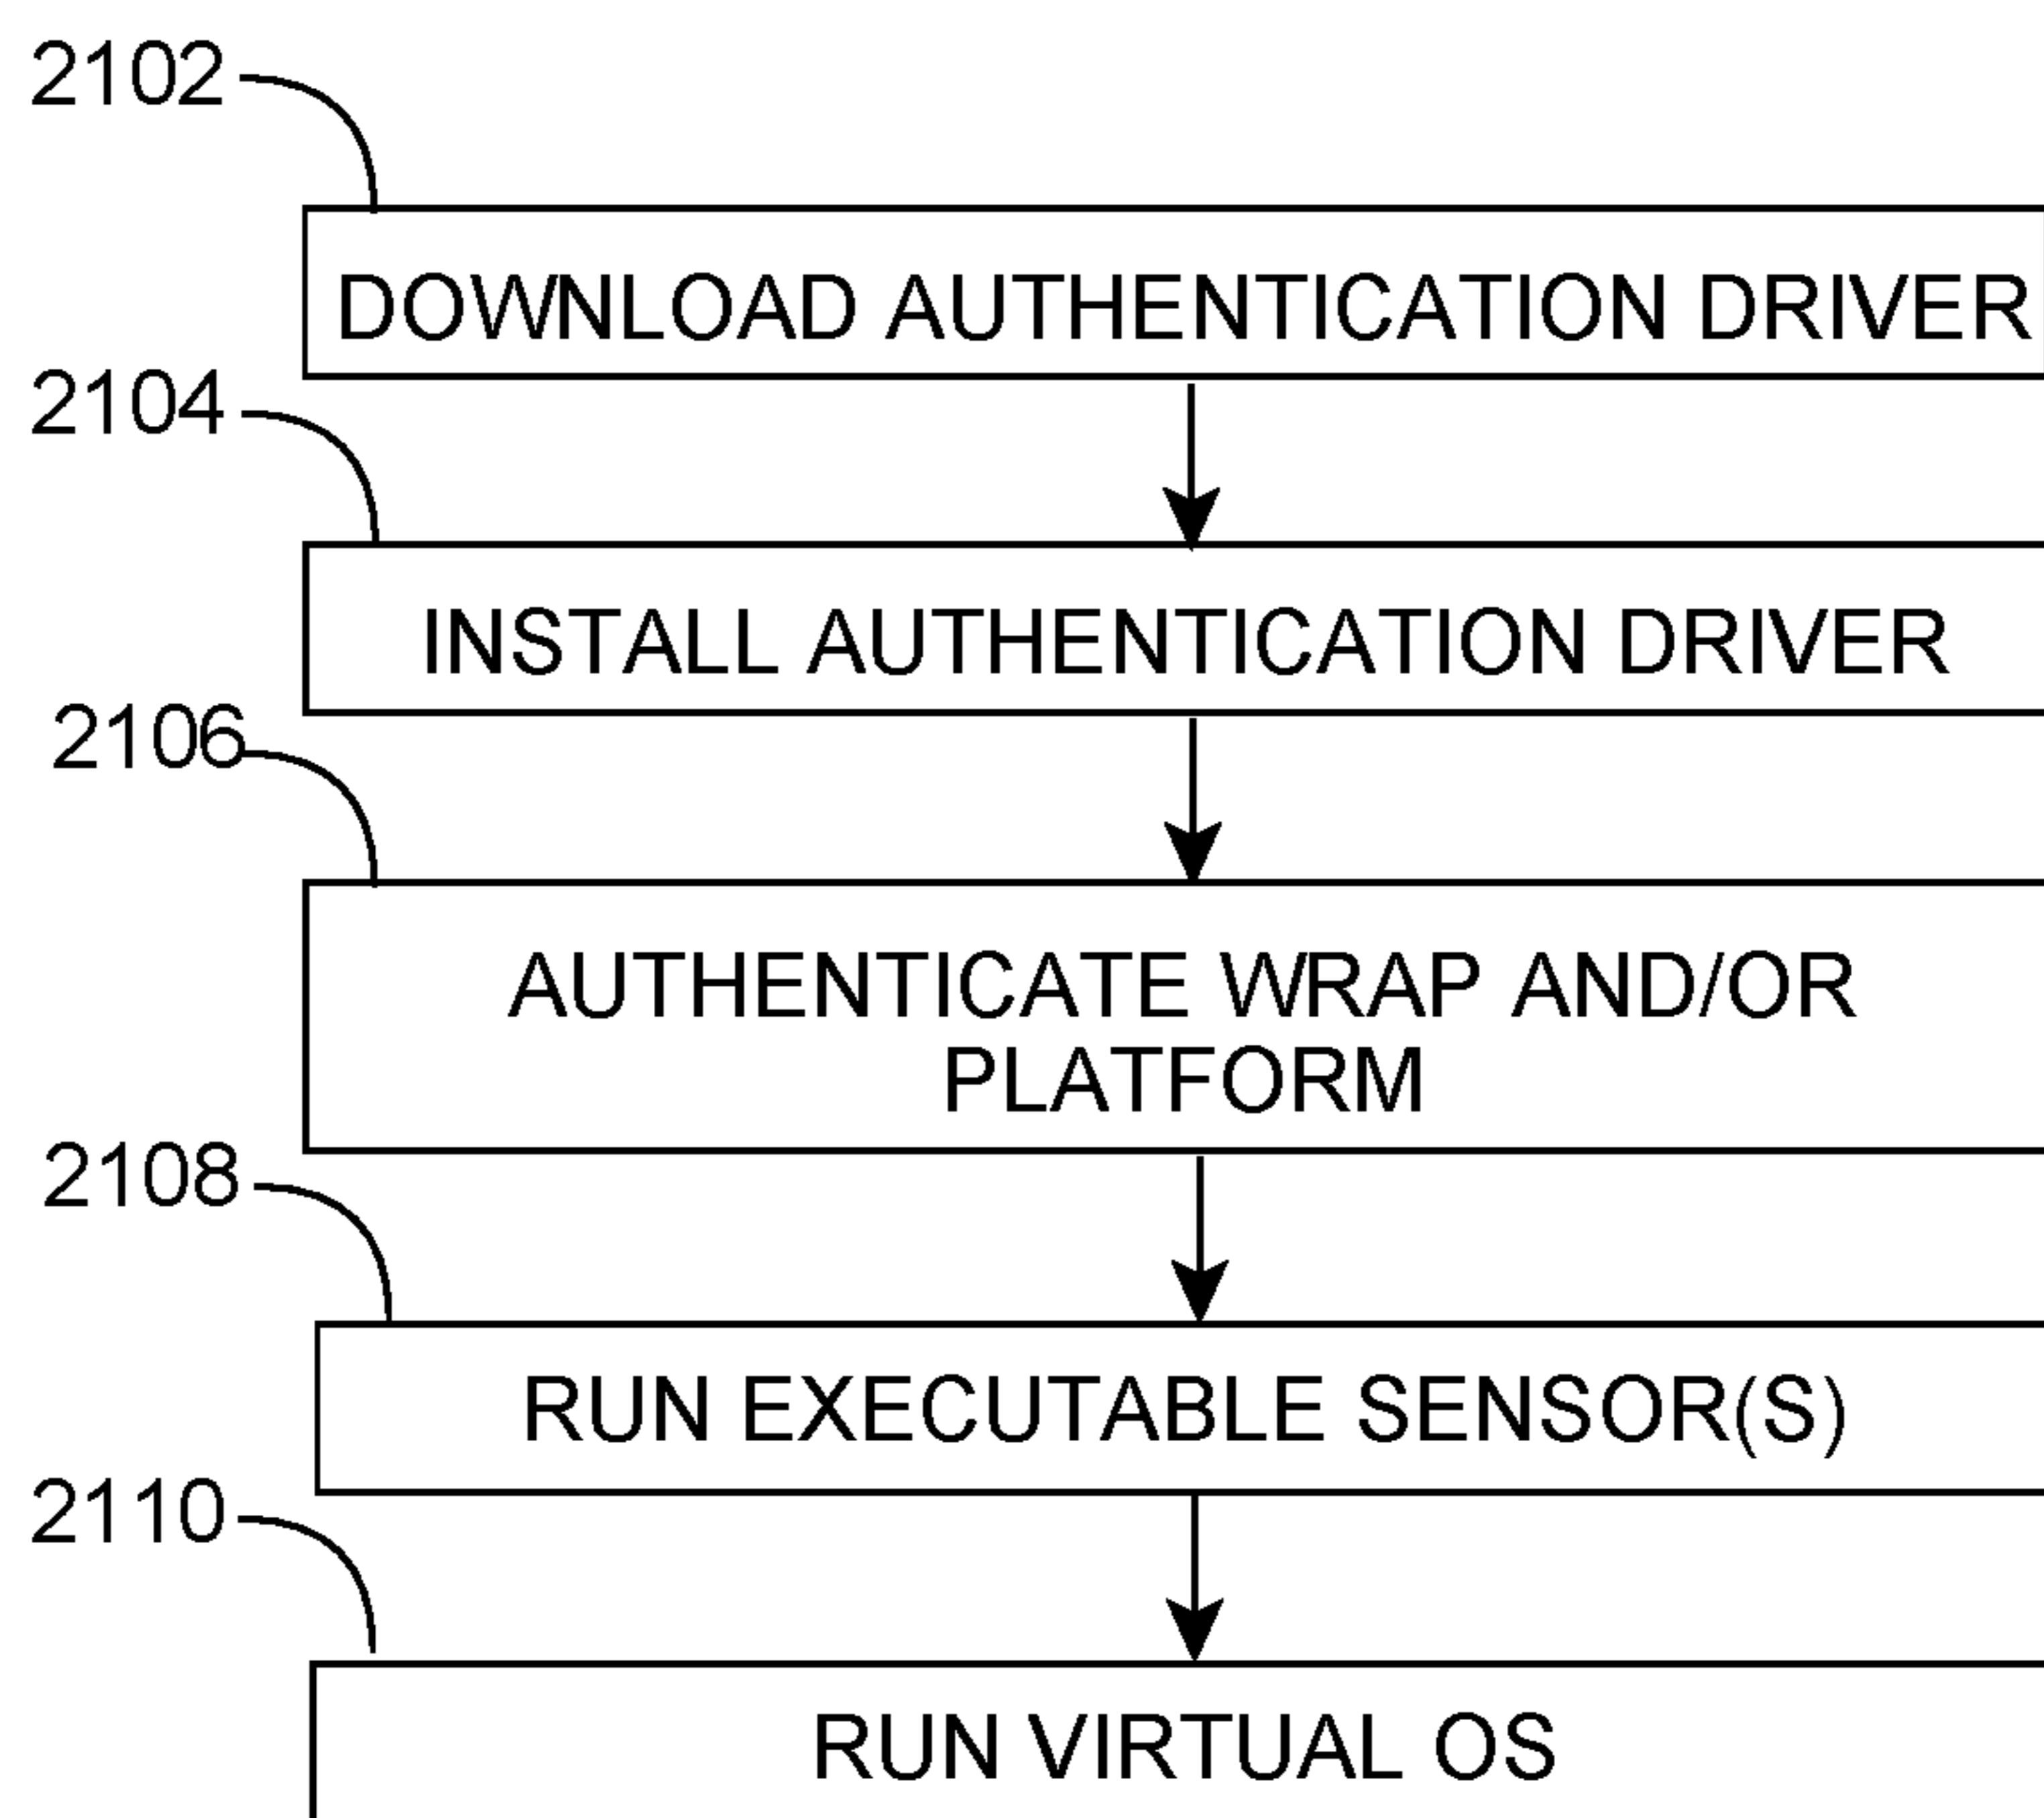 2102
DOWNLOAD AUTHENTICATION DRIVER
2104
INSTALL AUTHENTICATION DRIVER
2106
AUTHENTICATE WRAP AND/OR
PLATFORM
2108
RUN EXECUTABLE SENSOR(S)
2110
RUN VIRTUAL OS